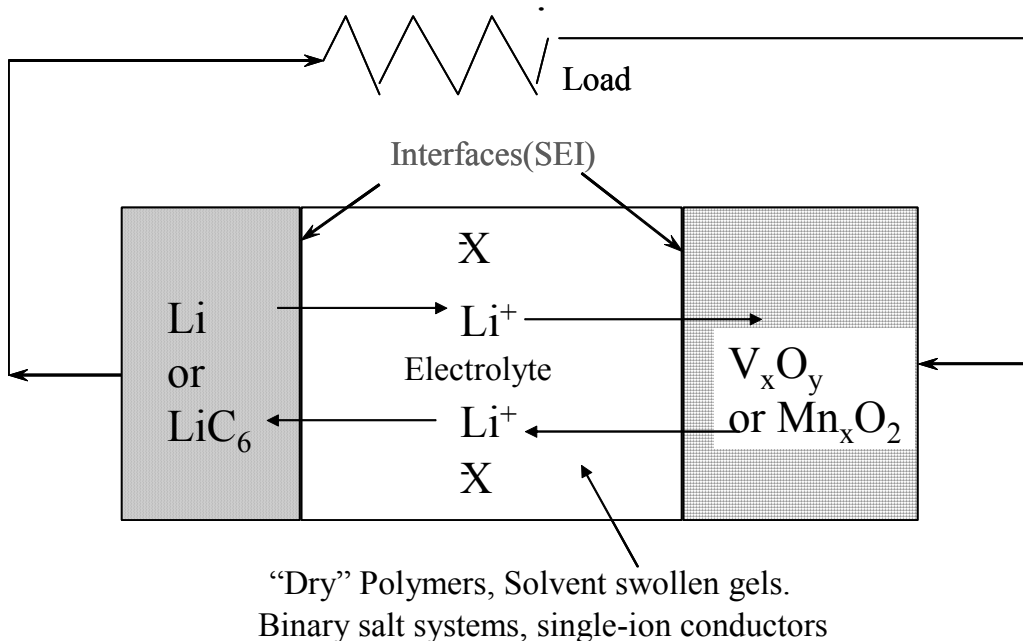 Load
Interfaces(SEI)
X̄
Li⁺
Electrolyte
Li⁺
X̄
Li
or
LiC₆
VₓOᵧ
or MnₓO₂
“Dry” Polymers, Solvent swollen gels.
Binary salt systems, single-ion conductors